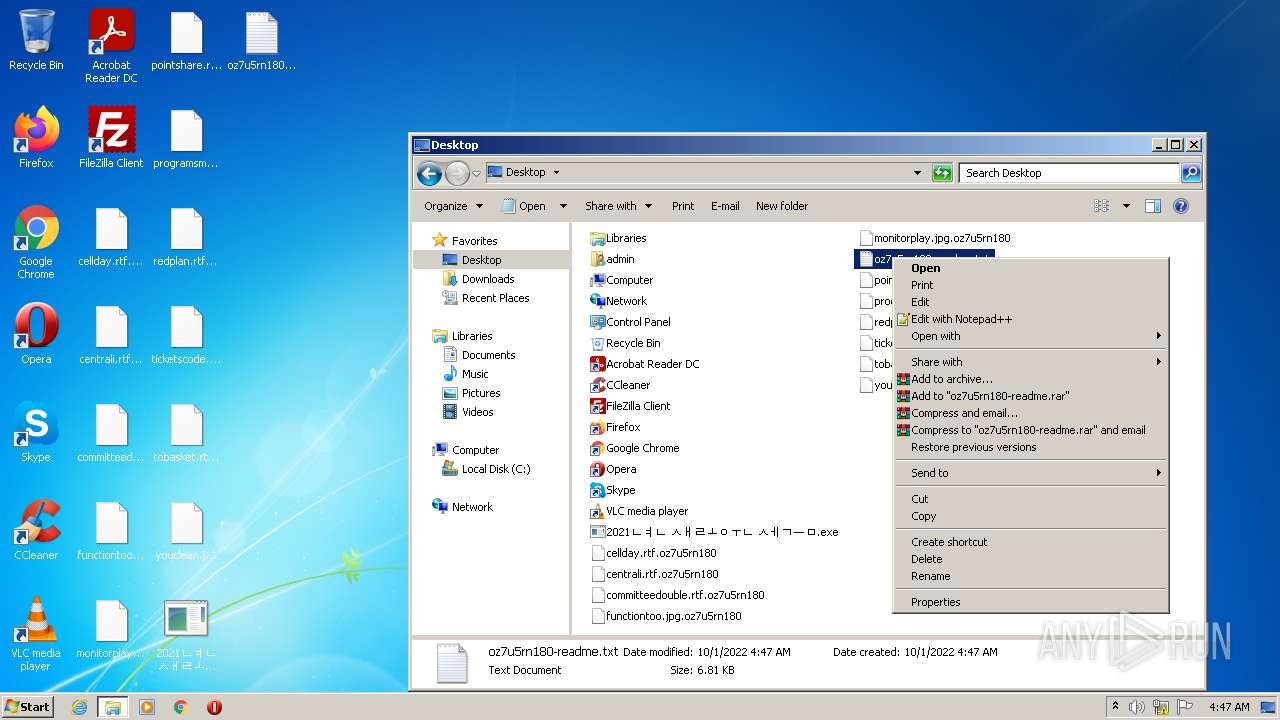 Recycle Bin
Acrobat
Reader DC
pointshare.r...
oz7u5rn180...
Firefox
FileZilla Client
programsm...
Google
Chrome
cellday.rtf....
redplan.rtf...
Opera
centrali.rtf...
ticketscode....
Skype
committeed...
tobasket.rt...
CCleaner
functiontoo...
youclean.j...
VLC media
player
monitorplay...
2021ㄴㅕㄴ
ㅅㅐㄹㅗ...
Desktop
Desktop
Search Desktop
Organize
Open
Share with
Print
E-mail
New folder
Favorites
Desktop
Downloads
Recent Places
Libraries
Documents
Music
Pictures
Videos
Computer
Local Disk (C:)
Network
Libraries
admin
Computer
Network
Control Panel
Recycle Bin
Acrobat Reader DC
CCleaner
FileZilla Client
Firefox
Google Chrome
Opera
Skype
VLC media player
2021ㄴㅕㄴ ㅅㅐㄹㅗㅇㅜㄴ ㅅㅔㄱㅡㅁ.exe
cellday.rtf.oz7u5rn180
centrali.rtf.oz7u5rn180
committeedouble.rtf.oz7u5rn180
functiontoo.jpg.oz7u5rn180
monitorplay.jpg.oz7u5rn180
Open
Print
Edit
Edit with Notepad++
Open with
Share with
Add to archive...
Add to "oz7u5rn180-readme.rar"
Compress and email...
Compress to "oz7u5rn180-readme.rar" and email
Restore previous versions
Send to
Cut
Copy
Create shortcut
Delete
Rename
Properties
oz7u5rn180-readme.txt Date modified: 10/1/2022 4:47 AM Date created: 10/1/2022 4:47 AM
Text Document Size: 6.81 KB
ANY RUN
Start
4:47 AM